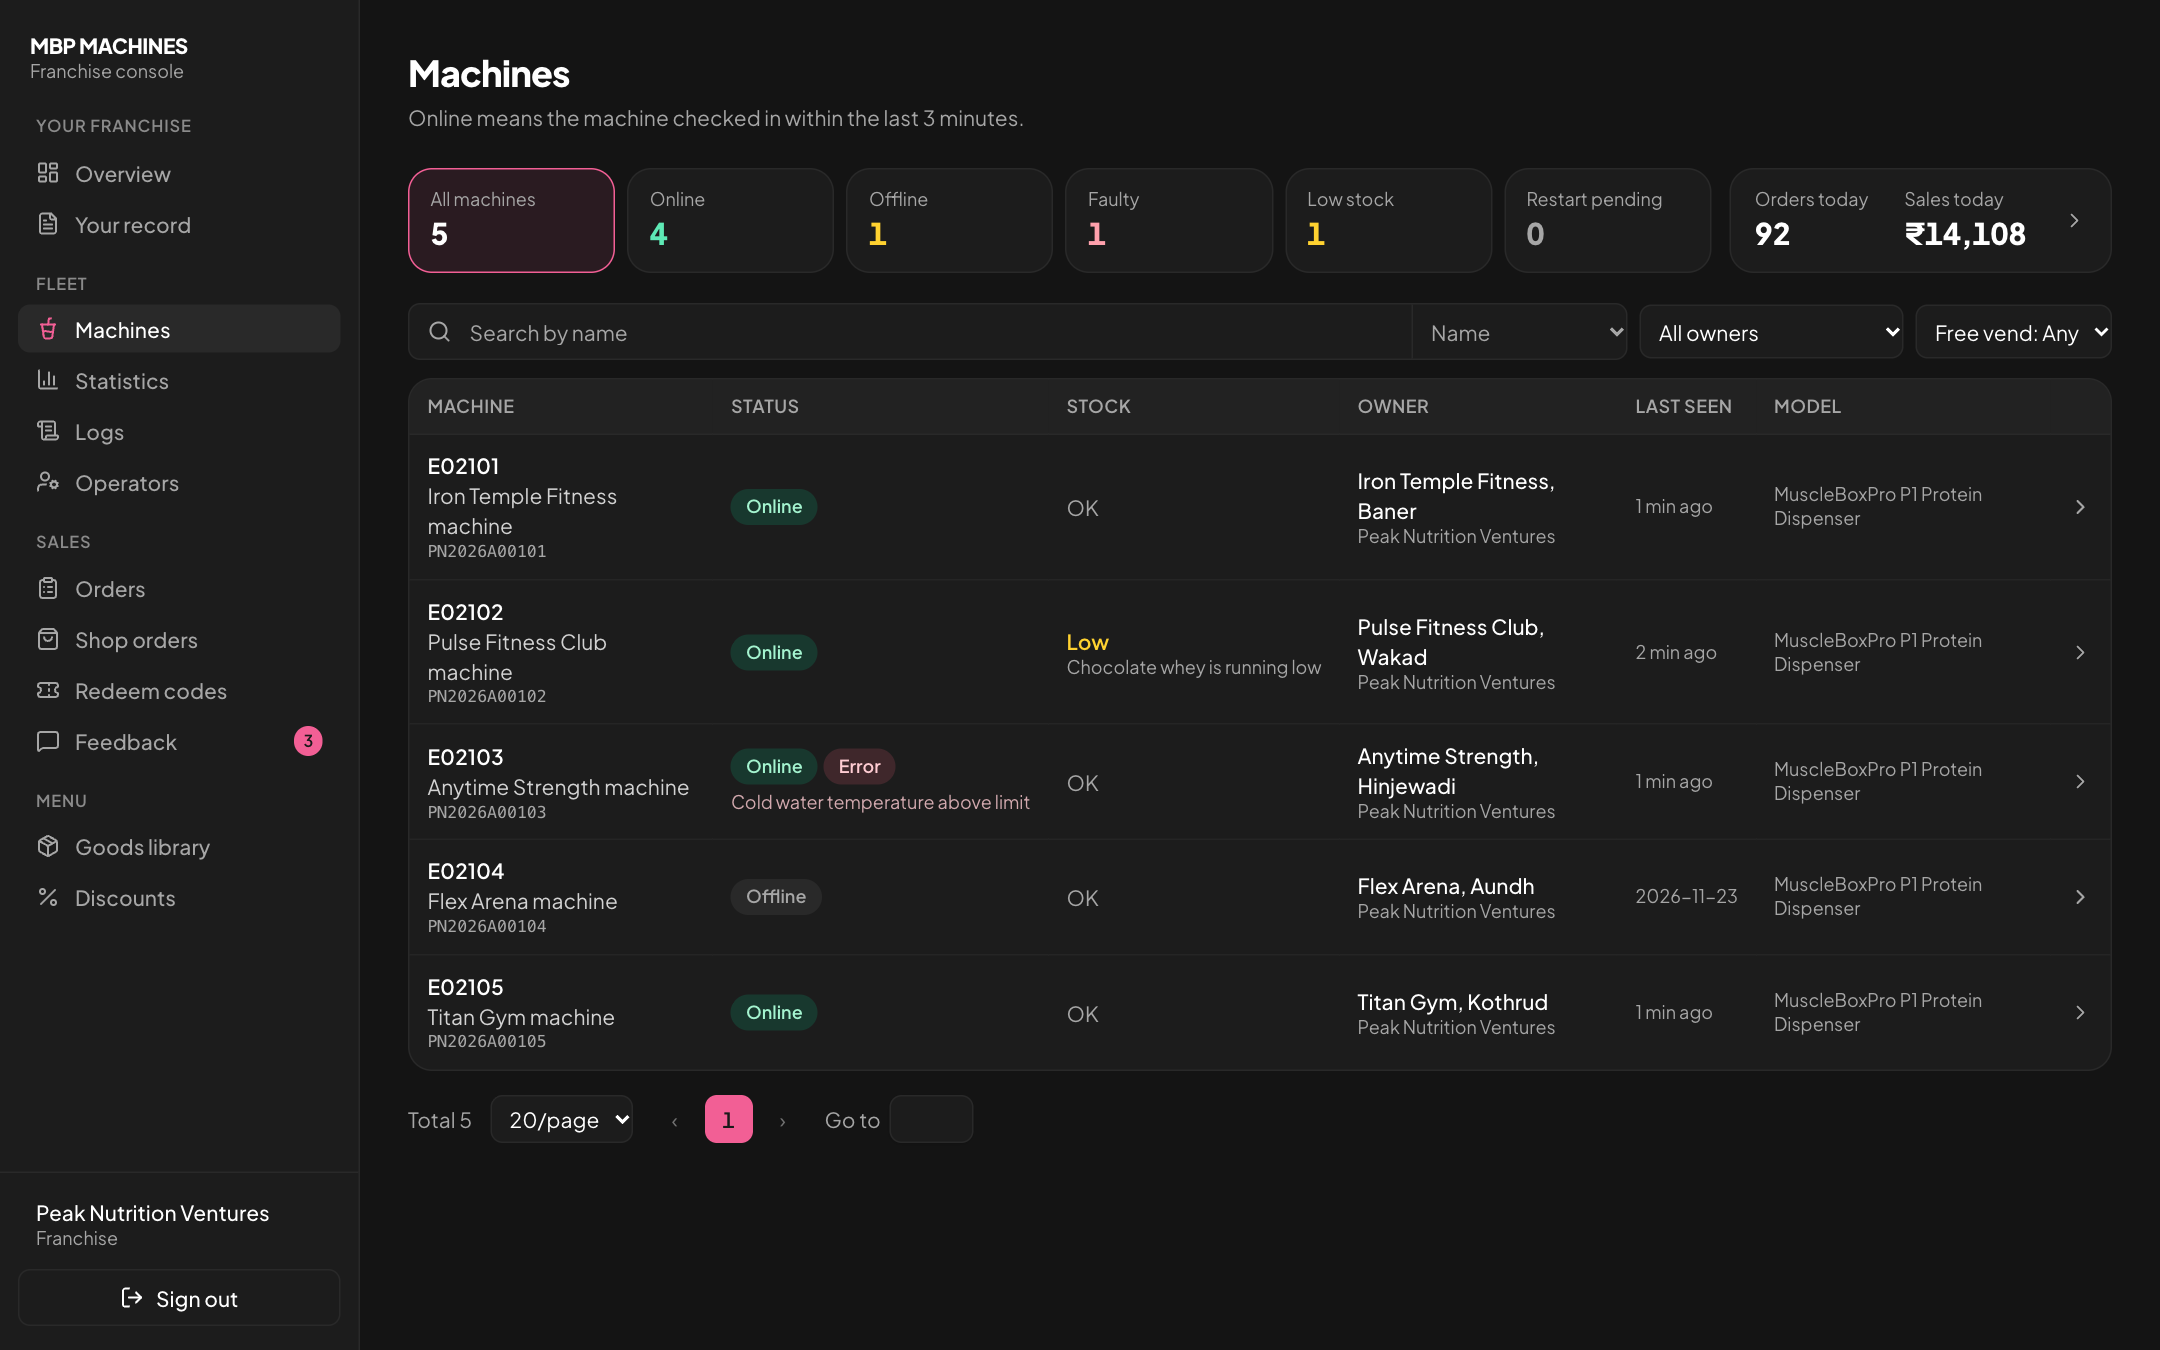 MBP MACHINES
Franchise console
YOUR FRANCHISE
Overview
Your record
FLEET
Machines
Statistics
Logs
Operators
SALES
Orders
Shop orders
Redeem codes
Feedback 3
MENU
Goods library
Discounts
Peak Nutrition Ventures
Franchise
Sign out
Machines
Online means the machine checked in within the last 3 minutes.
All machines Online Offline Faulty Low stock Restart pending Orders today Sales today
5 4 1 1 1 0 92 ₹14,108
Search by name Name All owners Free vend: Any
MACHINE STATUS STOCK OWNER LAST SEEN MODEL
E02101
Iron Temple Fitness
machine
PN2026A00101
Online
OK
Iron Temple Fitness,
Baner
Peak Nutrition Ventures
1 min ago
MuscleBoxPro P1 Protein
Dispenser
E02102
Pulse Fitness Club
machine
PN2026A00102
Online
Low
Chocolate whey is running low
Pulse Fitness Club,
Wakad
Peak Nutrition Ventures
2 min ago
MuscleBoxPro P1 Protein
Dispenser
E02103
Anytime Strength machine
PN2026A00103
Online Error
Cold water temperature above limit
OK
Anytime Strength,
Hinjewadi
Peak Nutrition Ventures
1 min ago
MuscleBoxPro P1 Protein
Dispenser
E02104
Flex Arena machine
PN2026A00104
Offline
OK
Flex Arena, Aundh
Peak Nutrition Ventures
2026-11-23
MuscleBoxPro P1 Protein
Dispenser
E02105
Titan Gym machine
PN2026A00105
Online
OK
Titan Gym, Kothrud
Peak Nutrition Ventures
1 min ago
MuscleBoxPro P1 Protein
Dispenser
Total 5 20/page ‹ 1 › Go to